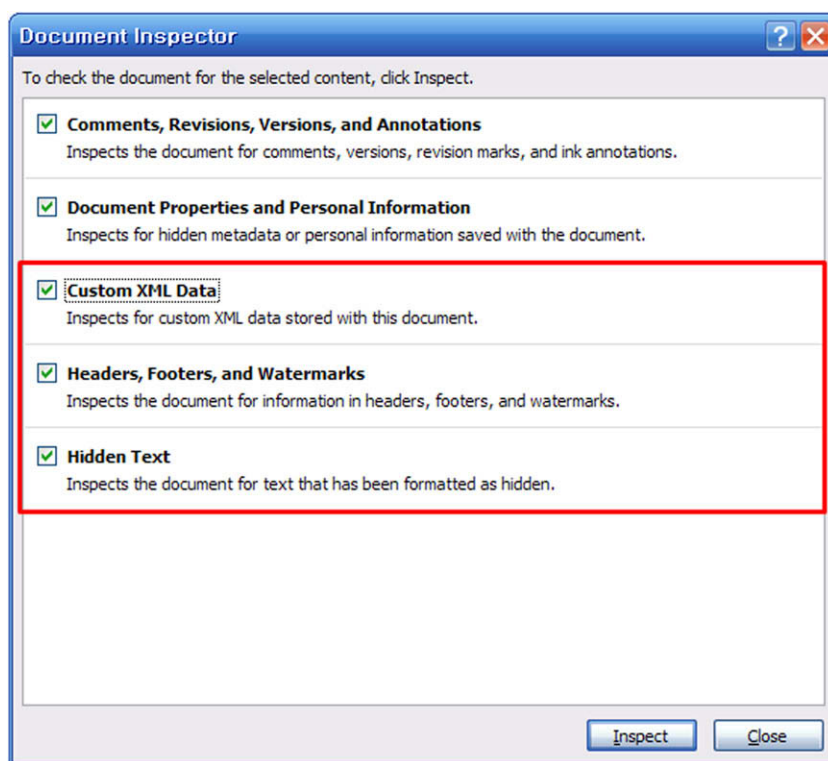 Document Inspector
To check the document for the selected content, click Inspect.
Comments, Revisions, Versions, and Annotations
Inspects the document for comments, versions, revision marks, and ink annotations.
Document Properties and Personal Information
Inspects for hidden metadata or personal information saved with the document.
Custom XML Data
Inspects for custom XML data stored with this document.
Headers, Footers, and Watermarks
Inspects the document for information in headers, footers, and watermarks.
Hidden Text
Inspects the document for text that has been formatted as hidden.
Inspect Close